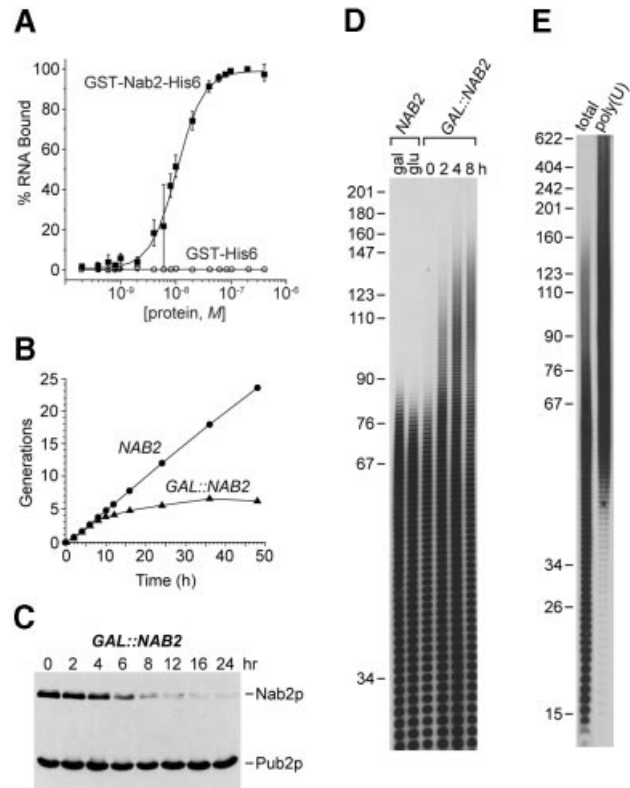 A
% RNA Bound
100
80
60
40
20
0
GST-Nab2-His6
GST-His6
10-9 10-8 10-7 10-6
[protein, M]
B
Generations
25
20
15
10
5
0
NAB2
GAL::NAB2
0 10 20 30 40 50
Time (h)
C
GAL::NAB2
0 2 4 6 8 12 16 24 hr
Nab2p
Pub2p
D
NAB2
GAL::NAB2
gal
glu
0 2 4 8 h
201
180
160
147
123
110
90
76
67
34
E
total
poly(U)
622
404
242
201
160
123
110
90
76
67
34
26
15